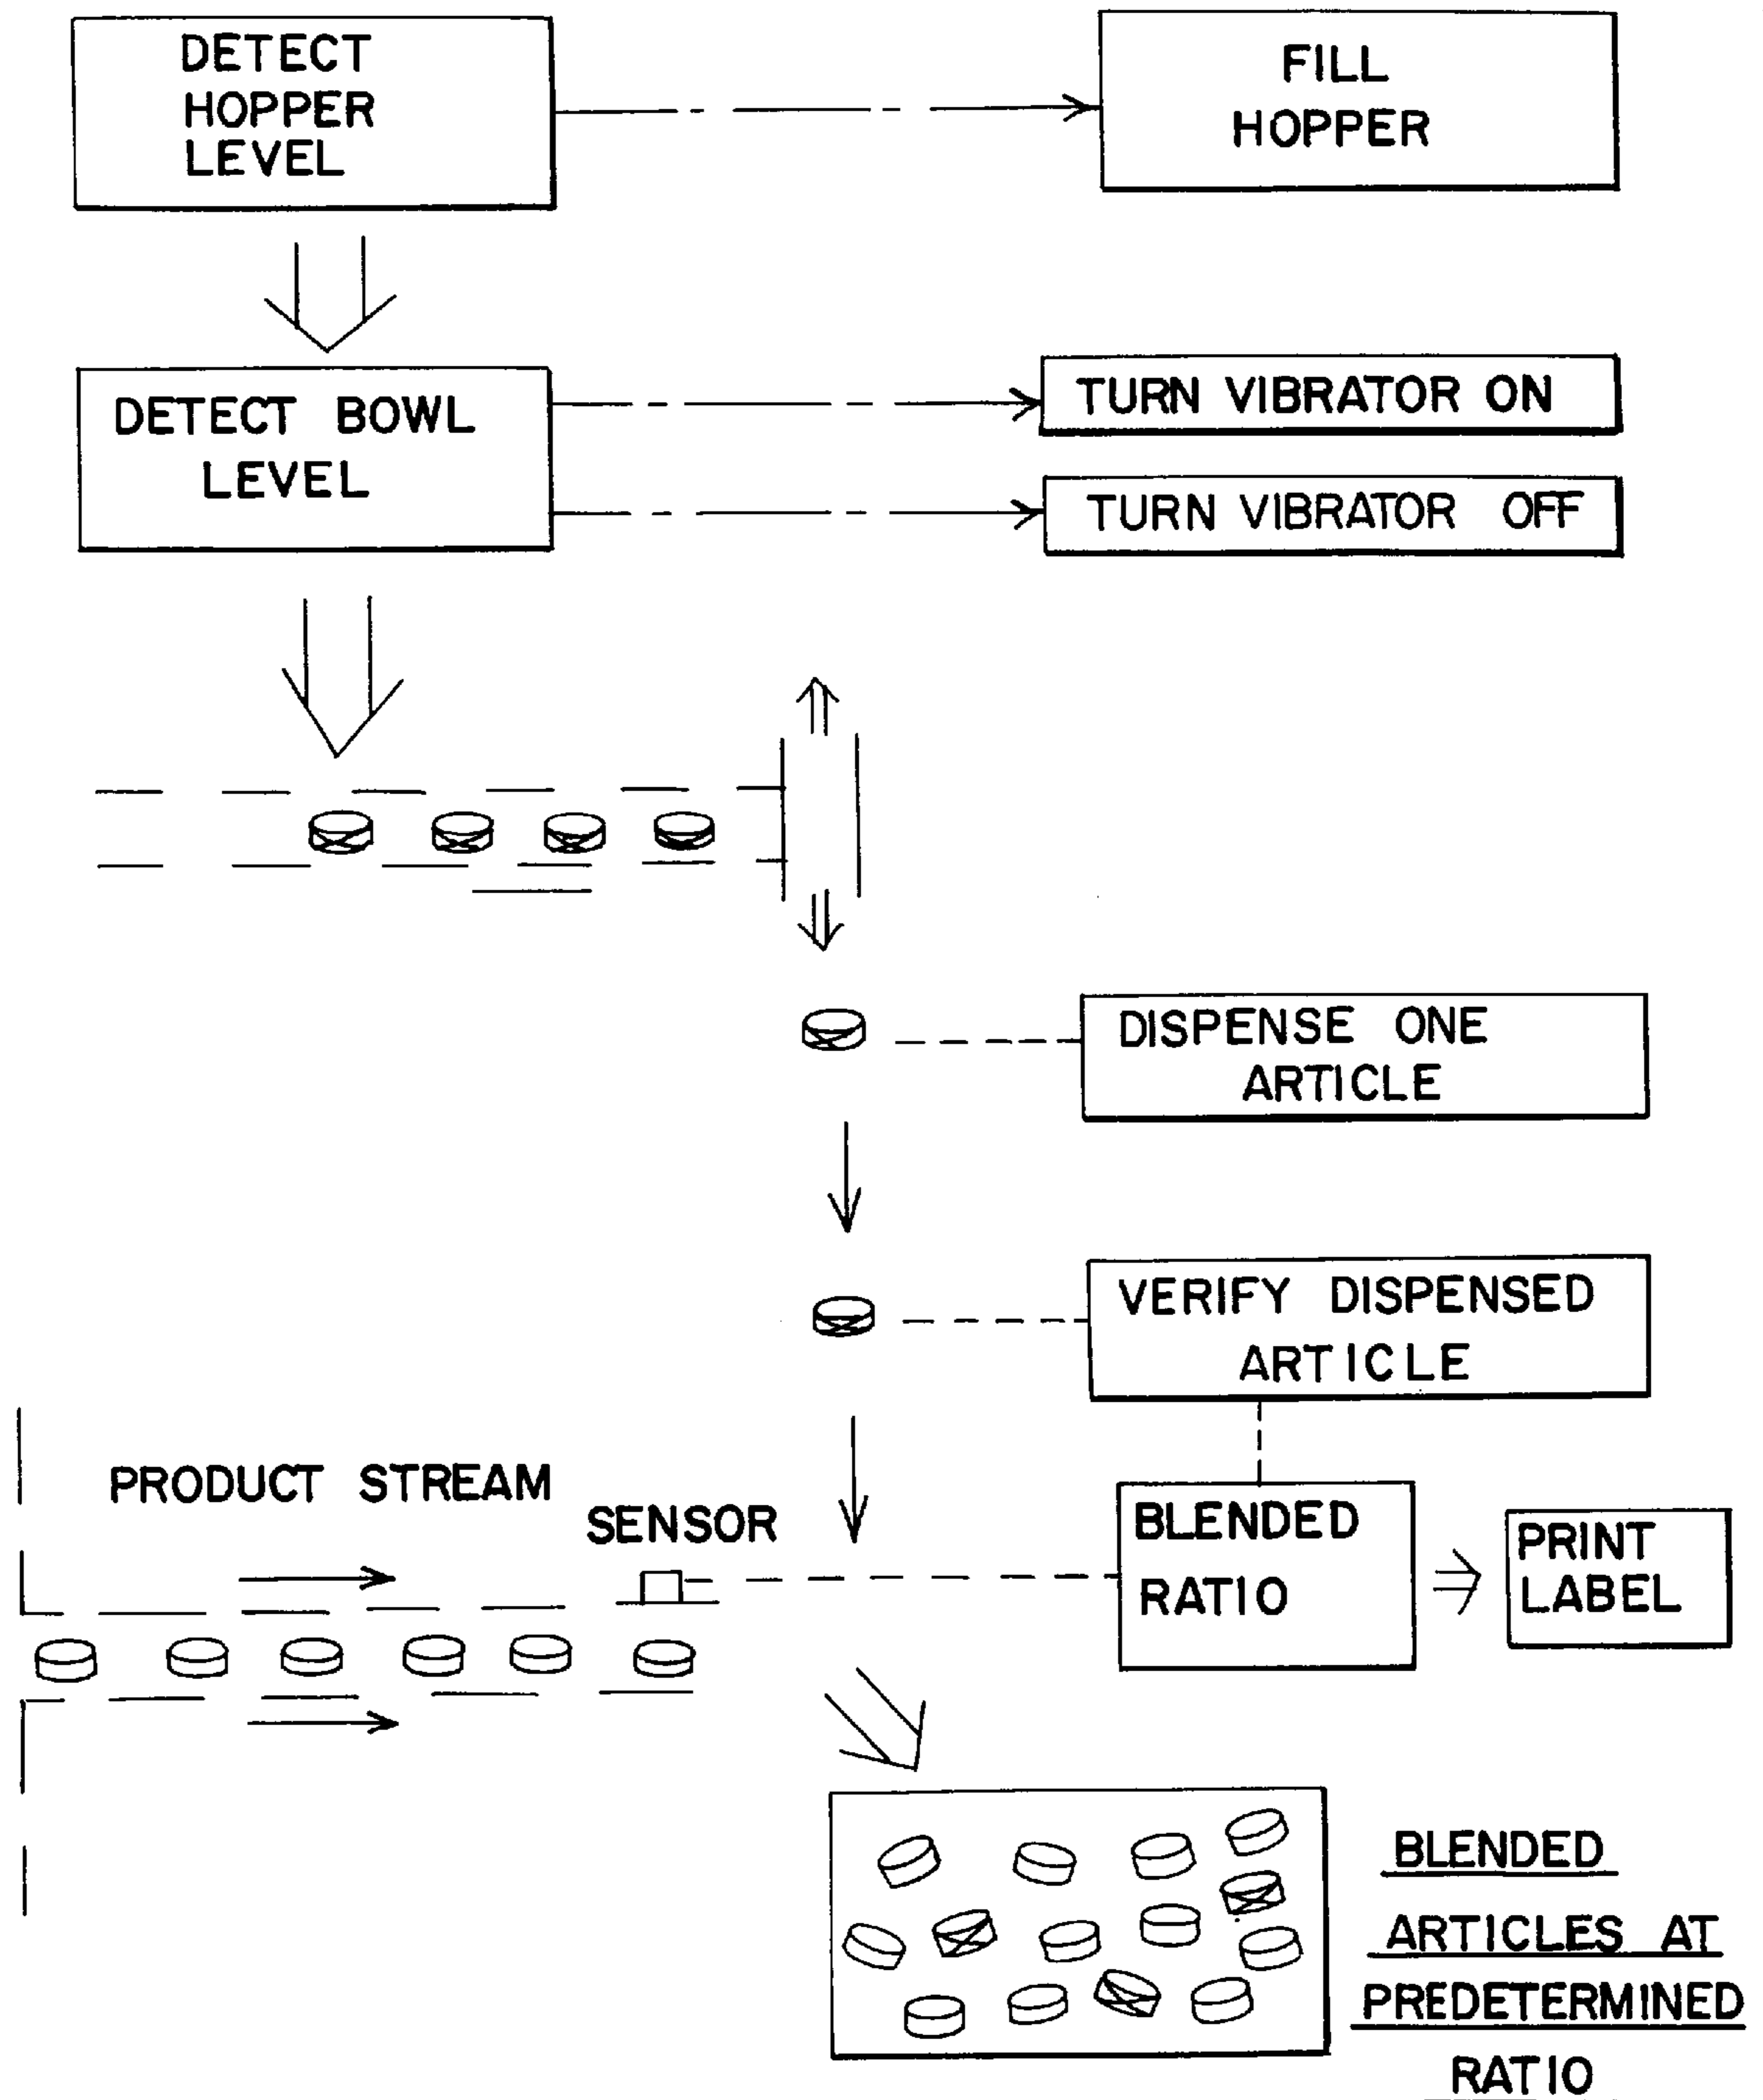 DETECT
HOPPER
LEVEL
FILL
HOPPER
DETECT BOWL
LEVEL
TURN VIBRATOR ON
TURN VIBRATOR OFF
DISPENSE ONE
ARTICLE
VERIFY DISPENSED
ARTICLE
PRODUCT STREAM
SENSOR
BLENDED
RATIO
PRINT
LABEL
BLENDED
ARTICLES AT
PREDETERMINED
RATIO